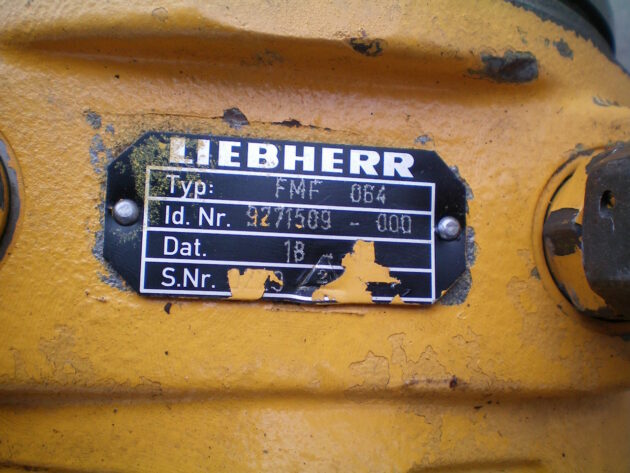 LIEBHERR
Typ: FMF 064
Id. Nr. 9271509 - 000
Dat. 18
S.Nr.